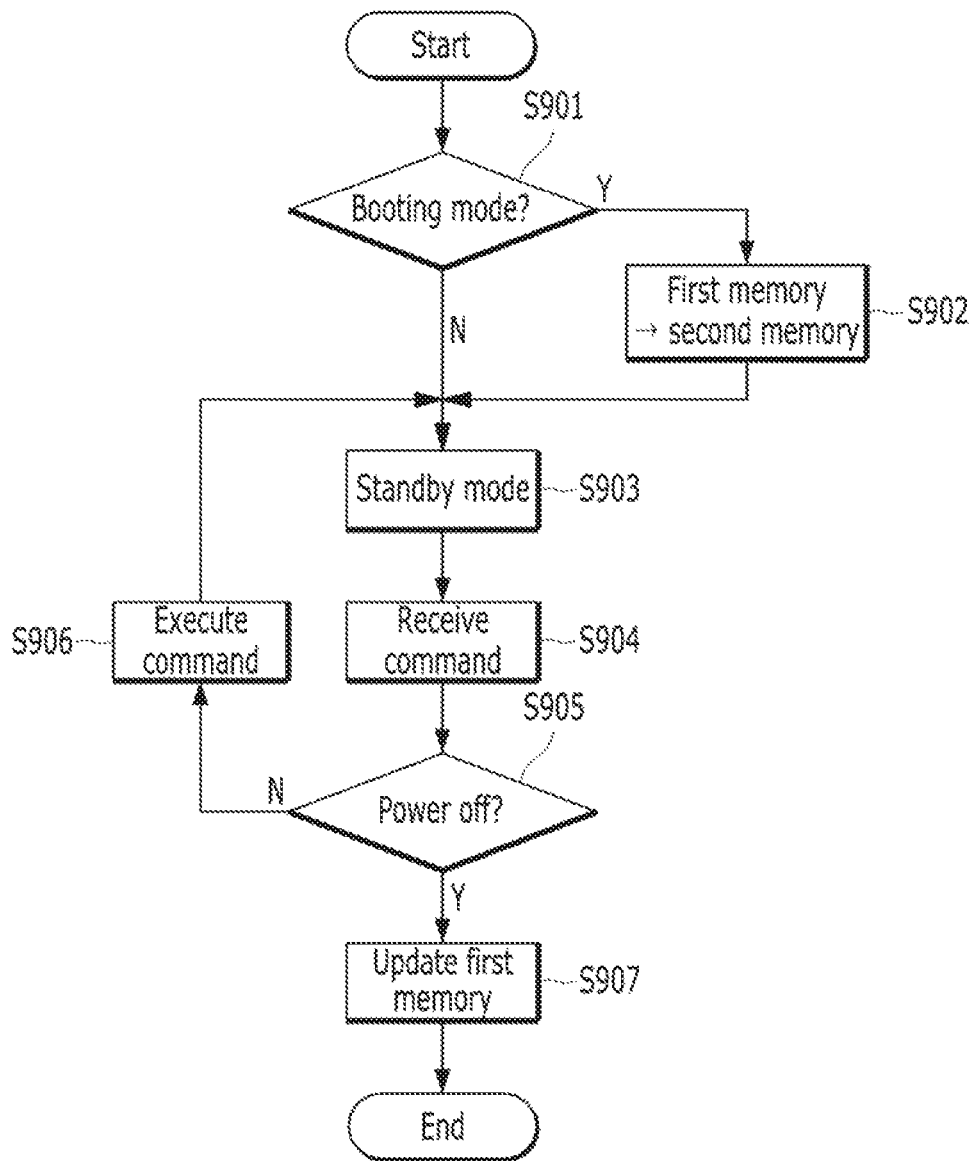 Start
S901
Booting mode?
Y
First memory
→ second memory
S902
N
Standby mode
S903
S906
Execute
command
Receive
command
S904
S905
N
Power off?
Y
Update first
memory
S907
End